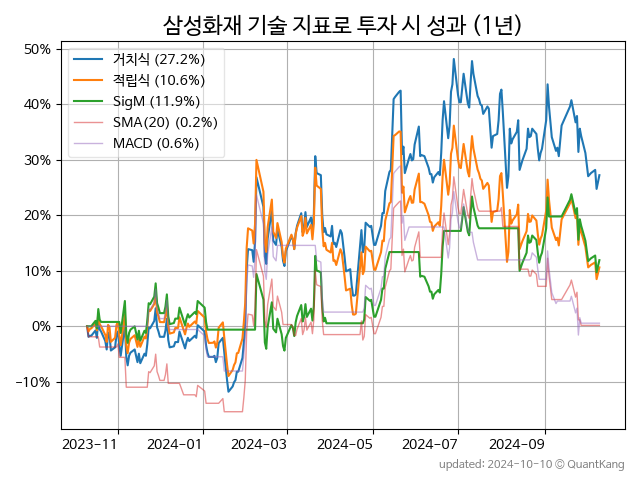 삼성화재 기술 지표로 투자 시 성과 (1년)
거치식 (27.2%)
적립식 (10.6%)
SigM (11.9%)
SMA(20) (0.2%)
MACD (0.6%)
50%
40%
30%
20%
10%
0%
−10%
2023-11
2024-01
2024-03
2024-05
2024-07
2024-09
updated: 2024-10-10 © QuantKang